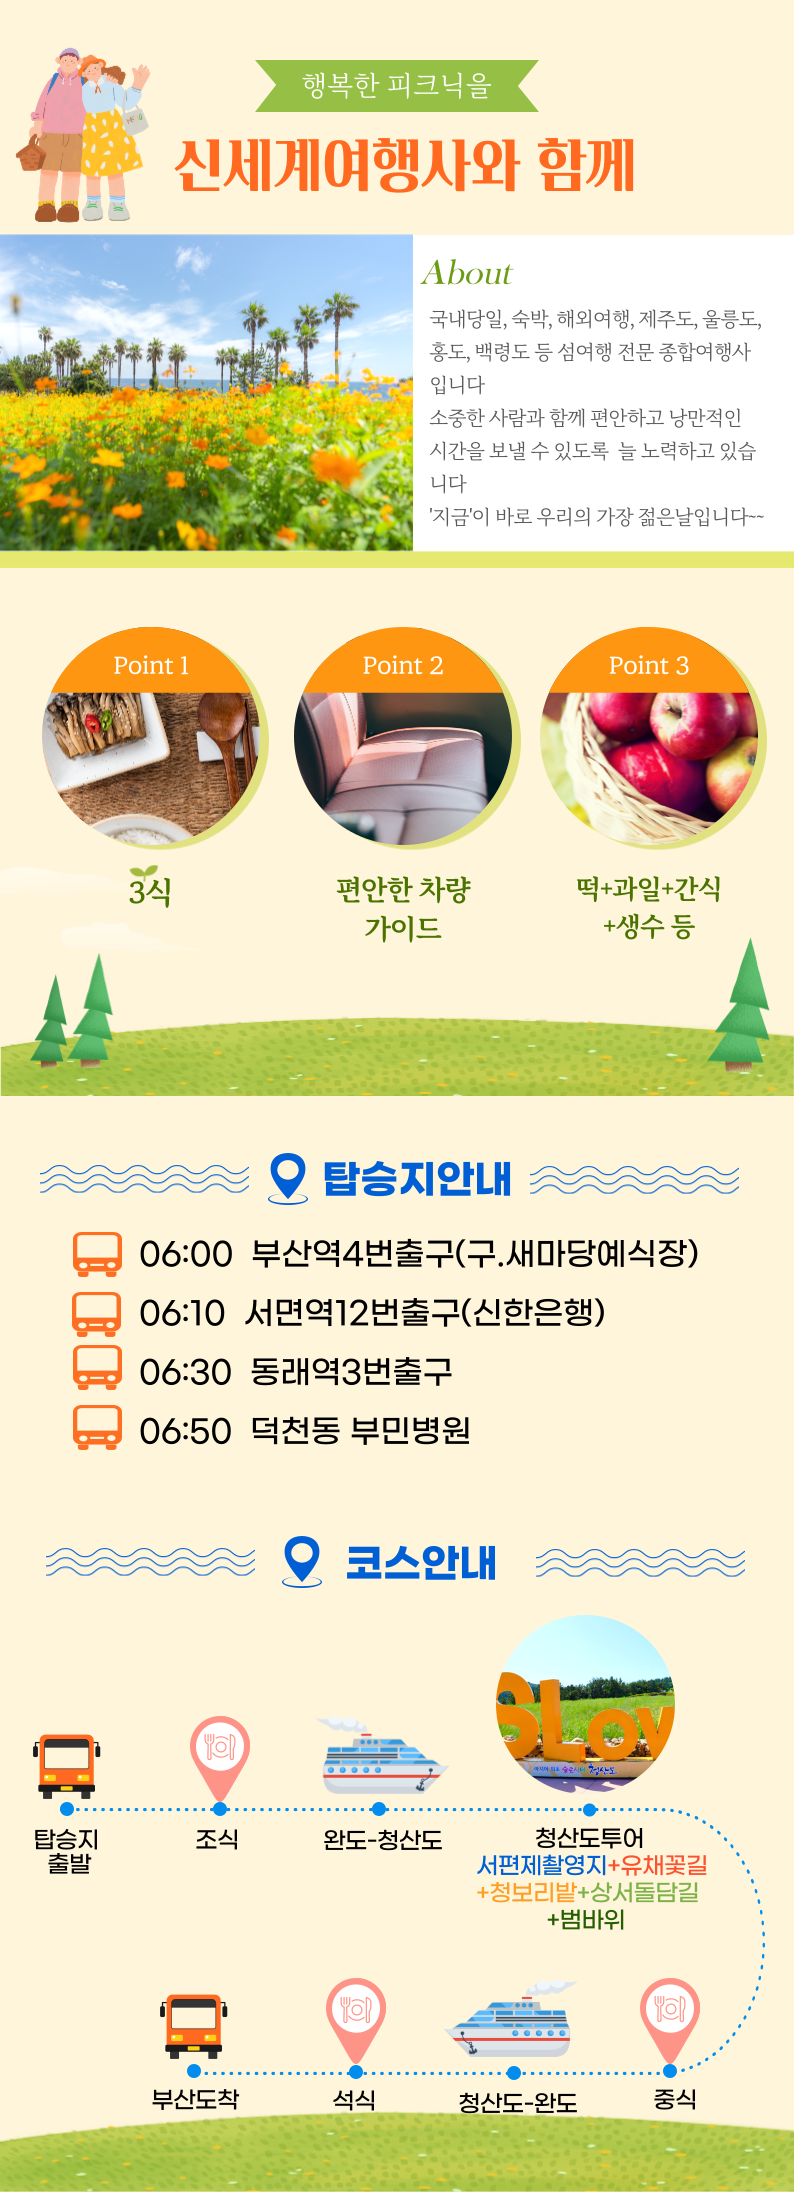 행복한 피크닉을
신세계여행사와 함께
About
국내당일, 숙박, 해외여행, 제주도, 울릉도,
홍도, 백령도 등 섬여행 전문 종합여행사
입니다
소중한 사람과 함께 편안하고 낭만적인
시간을 보낼 수 있도록 늘 노력하고 있습
니다
'지금'이 바로 우리의 가장 젊은날입니다~~
Point 1
Point 2
Point 3
3식
편안한 차량
가이드
떡+과일+간식
+생수 등
탑승지안내
06:00 부산역4번출구(구.새마당예식장)
06:10 서면역12번출구(신한은행)
06:30 동래역3번출구
06:50 덕천동 부민병원
코스안내
SLow
청산도
탑승지
출발
조식
완도-청산도
청산도투어
서편제촬영지+유채꽃길
+청보리밭+상서돌담길
+범바위
부산도착
석식
청산도-완도
중식